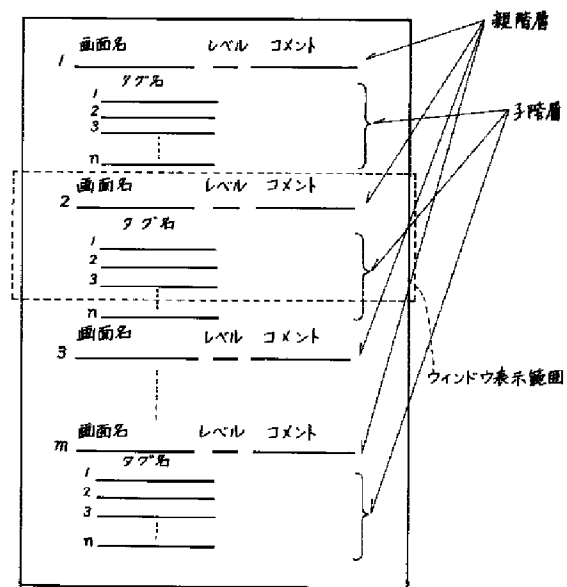 親階層
画面名 レベル コメント
1
タグ名
1
2
3
n
子階層
画面名 レベル コメント
2
タグ名
1
2
3
n
画面名 レベル コメント
3
ウィンドウ表示範囲
画面名 レベル コメント
m
タグ名
1
2
3
n